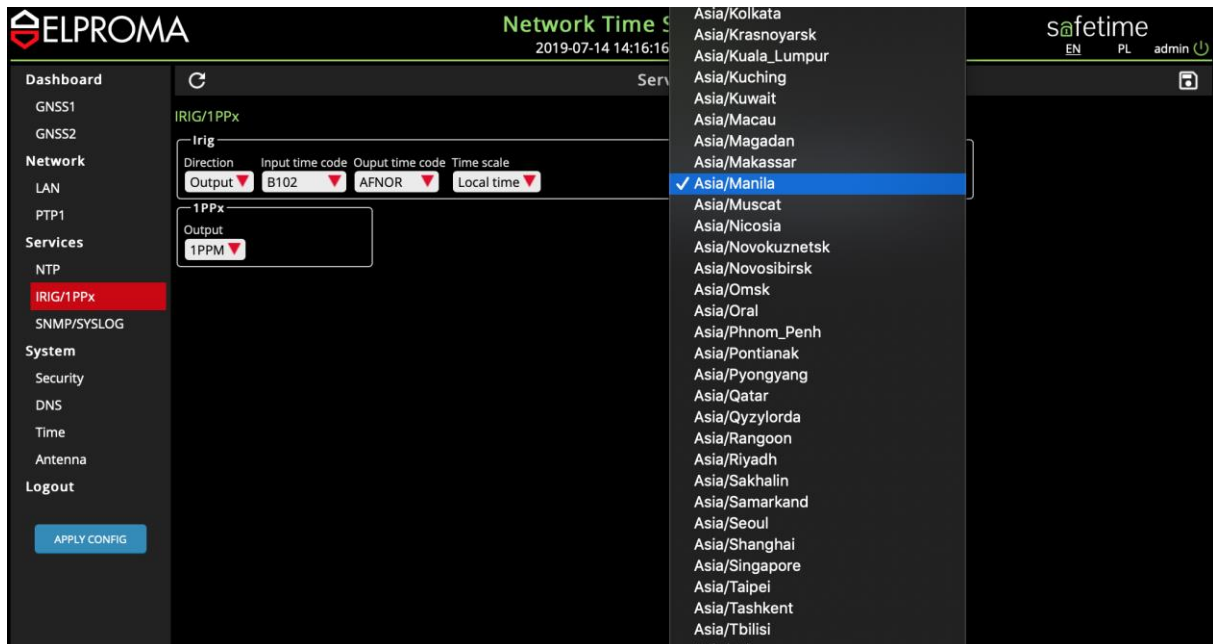 ELPROMA
Network Time S
2019-07-14 14:16:16
safetime
EN PL admin
Dashboard
GNSS1
GNSS2
Network
LAN
PTP1
Services
NTP
IRIG/1PPx
SNMP/SYSLOG
System
Security
DNS
Time
Antenna
Logout
APPLY CONFIG
Serv
IRIG/1PPx
Irig
Direction Input time code Ouput time code Time scale
Output B102 AFNOR Local time
1PPx
Output
1PPM
Asia/Kolkata
Asia/Krasnoyarsk
Asia/Kuala_Lumpur
Asia/Kuching
Asia/Kuwait
Asia/Macau
Asia/Magadan
Asia/Makassar
✓ Asia/Manila
Asia/Muscat
Asia/Nicosia
Asia/Novokuznetsk
Asia/Novosibirsk
Asia/Omsk
Asia/Oral
Asia/Phnom_Penh
Asia/Pontianak
Asia/Pyongyang
Asia/Qatar
Asia/Qyzylorda
Asia/Rangoon
Asia/Riyadh
Asia/Sakhalin
Asia/Samarkand
Asia/Seoul
Asia/Shanghai
Asia/Singapore
Asia/Taipei
Asia/Tashkent
Asia/Tbilisi